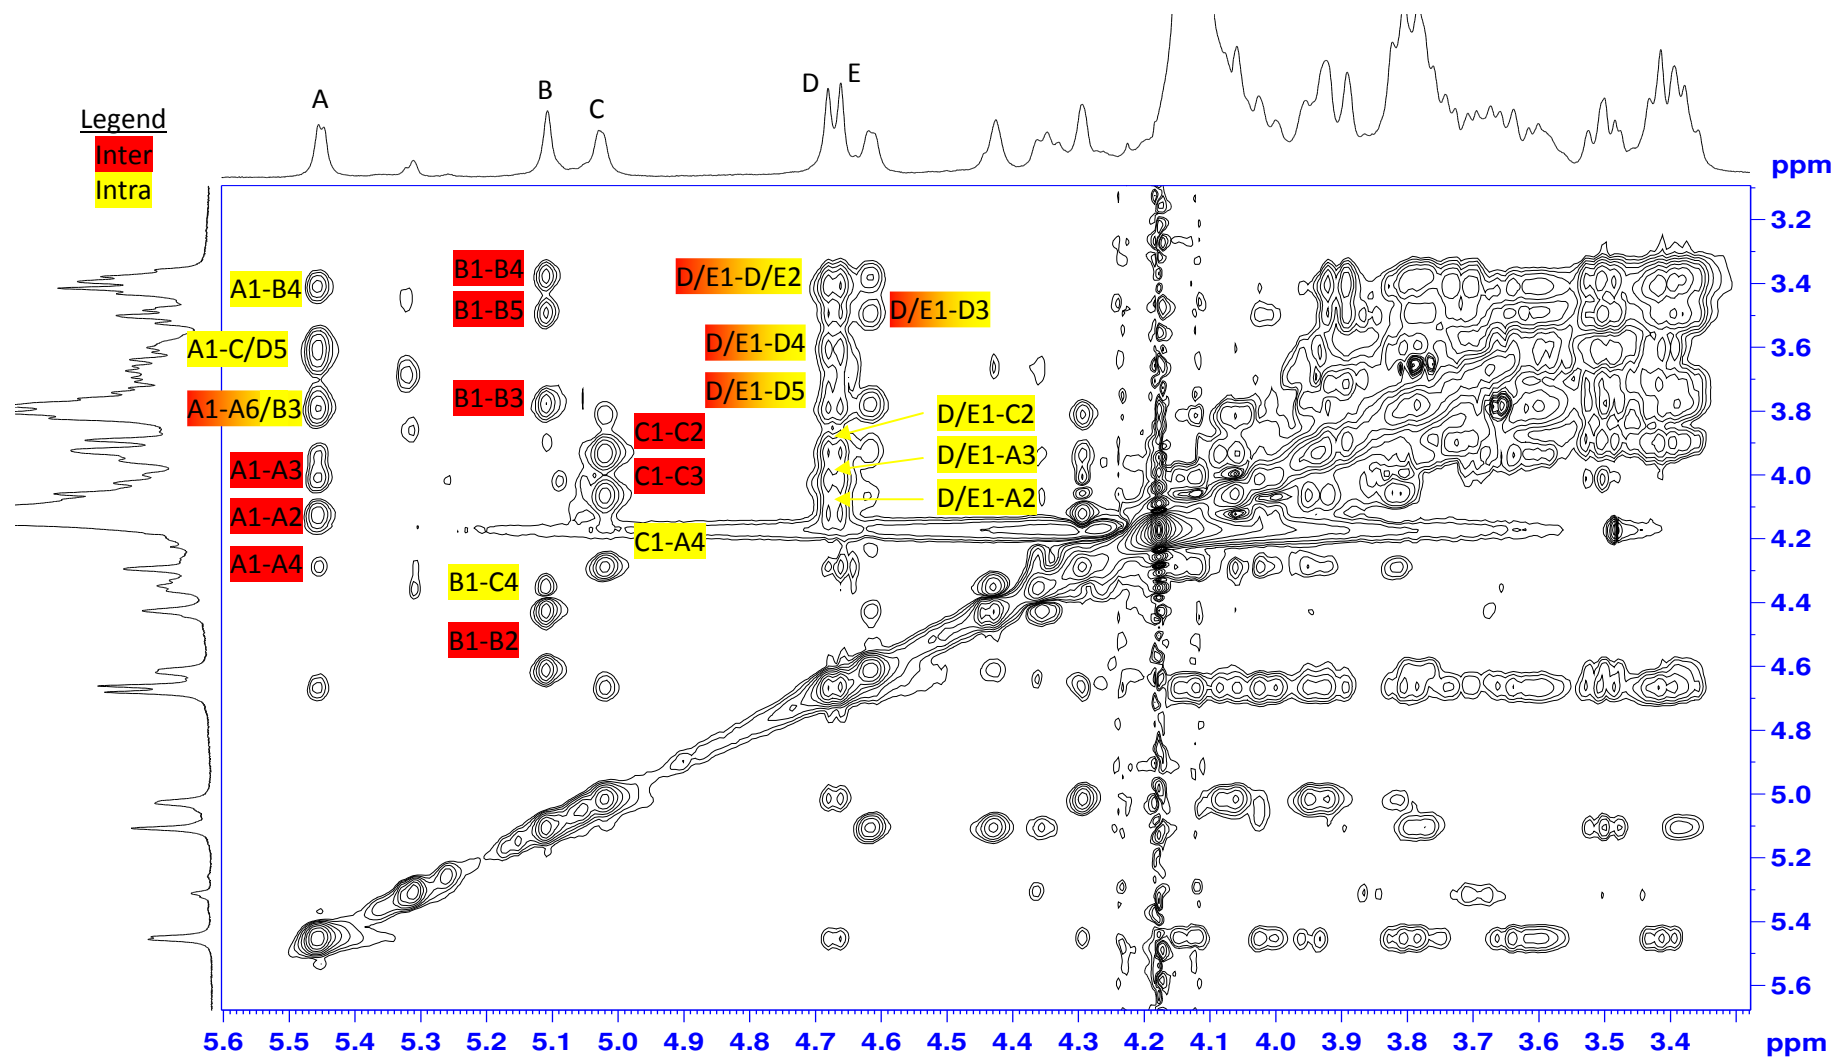 A
B
C
D
E
Legend
Inter
Intra
ppm
3.2
3.4
3.6
3.8
4.0
4.2
4.4
4.6
4.8
5.0
5.2
5.4
5.6
A1-B4
A1-C/D5
A1-A6/B3
A1-A3
A1-A2
A1-A4
B1-B4
B1-B5
B1-B3
B1-C4
B1-B2
C1-C2
C1-C3
C1-A4
D/E1-D/E2
D/E1-D3
D/E1-D4
D/E1-D5
D/E1-C2
D/E1-A3
D/E1-A2
5.6 5.5 5.4 5.3 5.2 5.1 5.0 4.9 4.8 4.7 4.6 4.5 4.4 4.3 4.2 4.1 4.0 3.9 3.8 3.7 3.6 3.5 3.4 ppm